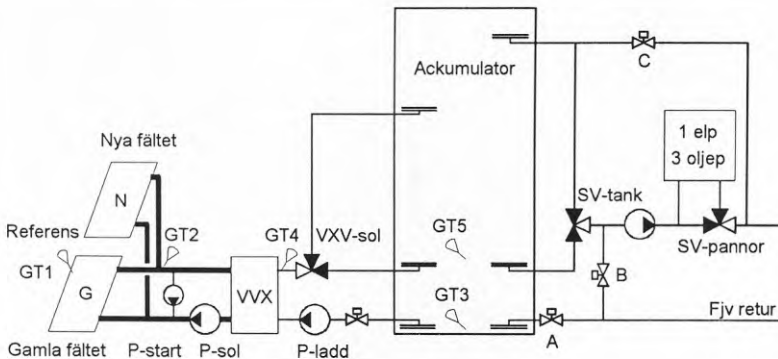 Ackumulator
C
1 elp
3 oljep
Nya fältet
N
SV-tank
Referens
GT2
GT4
VXV-sol
GT5
SV-pannor
GT1
G
VVX
B
GT3
Fjv retur
Gamla fältet
P-start
P-sol
P-ladd
A